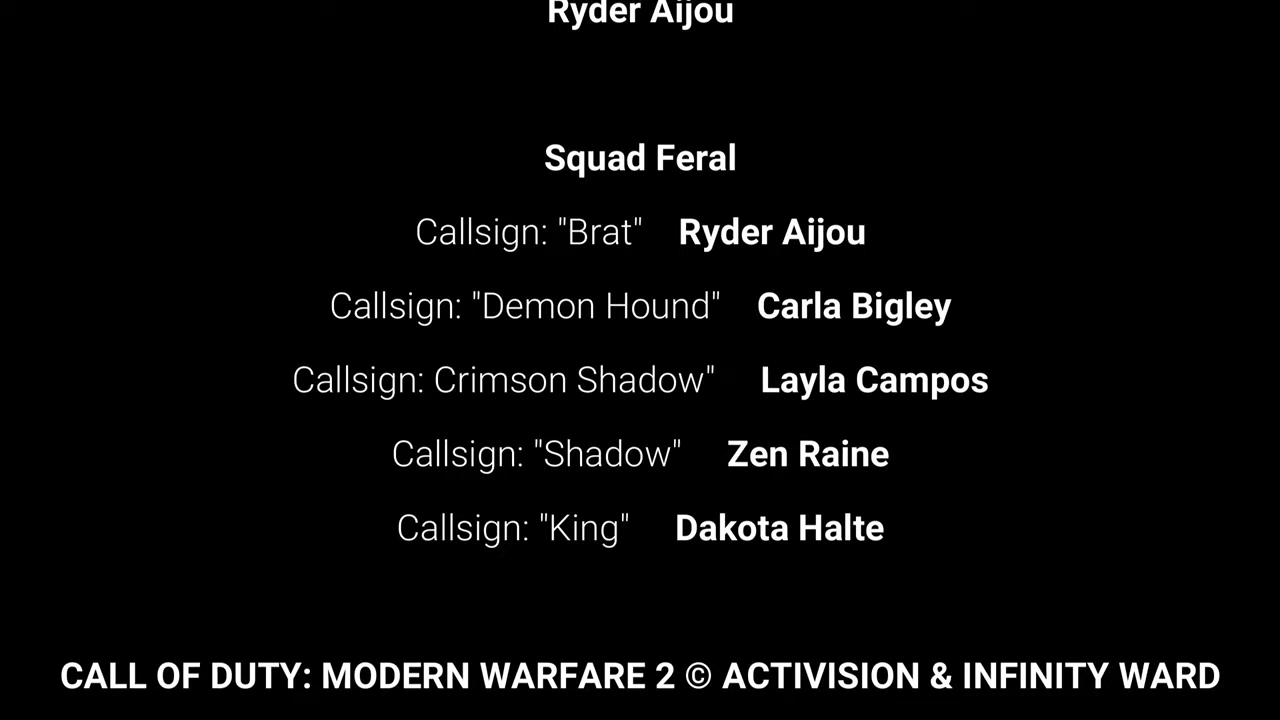 Ryder Aijou
Squad Feral
Callsign: "Brat" Ryder Aijou
Callsign: "Demon Hound" Carla Bigley
Callsign: Crimson Shadow" Layla Campos
Callsign: "Shadow" Zen Raine
Callsign: "King" Dakota Halte
CALL OF DUTY: MODERN WARFARE 2 © ACTIVISION & INFINITY WARD